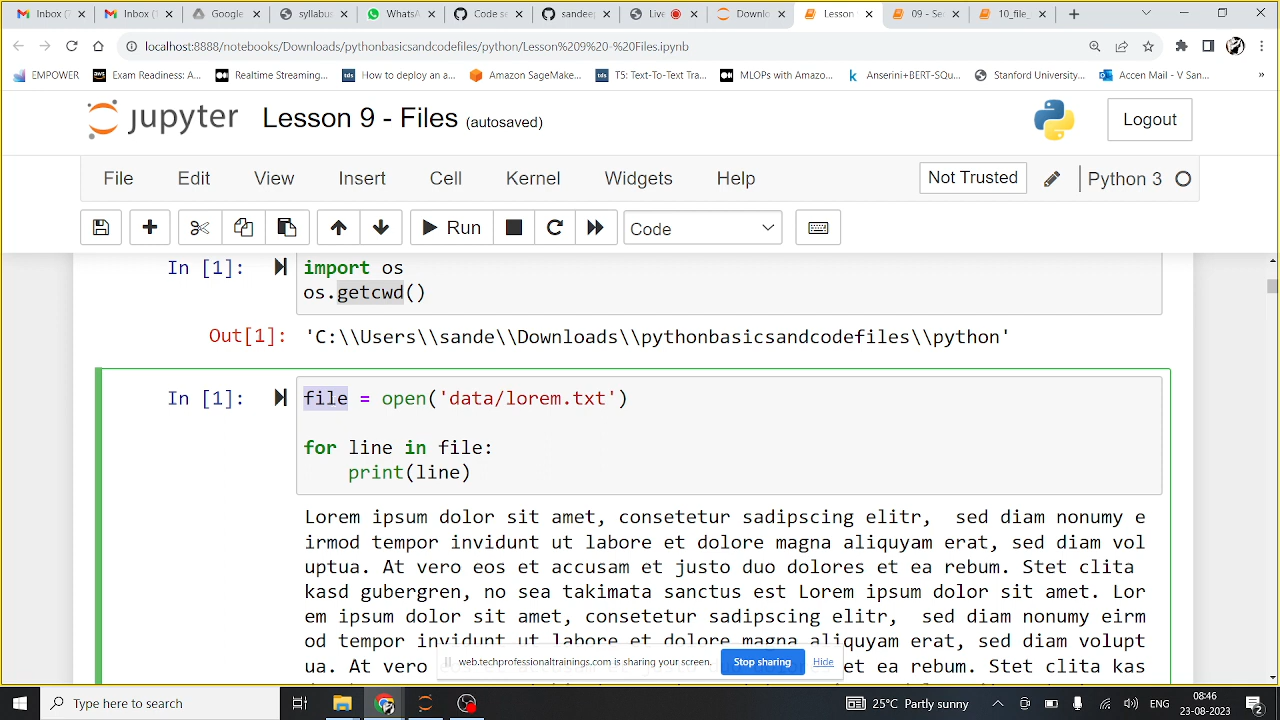 Inbox (
Inbox (1
Google
syllabus
WhatsA
Code se
sandeep
Live
Downlo
Lesson
09 - Sec
10_file_
localhost:8888/notebooks/Downloads/pythonbasicsandcodefiles/python/Lesson%209%20-%20Files.ipynb
EMPOWER
Exam Readiness: A...
Realtime Streaming...
How to deploy an a...
Amazon SageMake...
T5: Text-To-Text Tra...
MLOPs with Amazo...
Anserini+BERT-SQu...
Stanford University...
Accen Mail - V San...
»
jupyter Lesson 9 - Files (autosaved)
Logout
File Edit View Insert Cell Kernel Widgets Help
Not Trusted
Python 3
Run
Code
In [1]: import os
os.getcwd()
Out[1]: 'C:\\Users\\sande\\Downloads\\pythonbasicsandcodefiles\\python'
In [1]: file = open('data/lorem.txt')
for line in file:
print(line)
Lorem ipsum dolor sit amet, consetetur sadipscing elitr,  sed diam nonumy e
irmod tempor invidunt ut labore et dolore magna aliquyam erat, sed diam vol
uptua. At vero eos et accusam et justo duo dolores et ea rebum. Stet clita
kasd gubergren, no sea takimata sanctus est Lorem ipsum dolor sit amet. Lor
em ipsum dolor sit amet, consetetur sadipscing elitr,  sed diam nonumy eirm
od tempor invidunt ut labore et dolore magna aliquyam erat, sed diam volupt
ua. At vero et ea rebum. Stet clita kas
web.techprofessionaltrainings.com is sharing your screen.
Stop sharing
Hide
Type here to search
25°C Partly sunny
ENG
08:46
23-08-2023
2